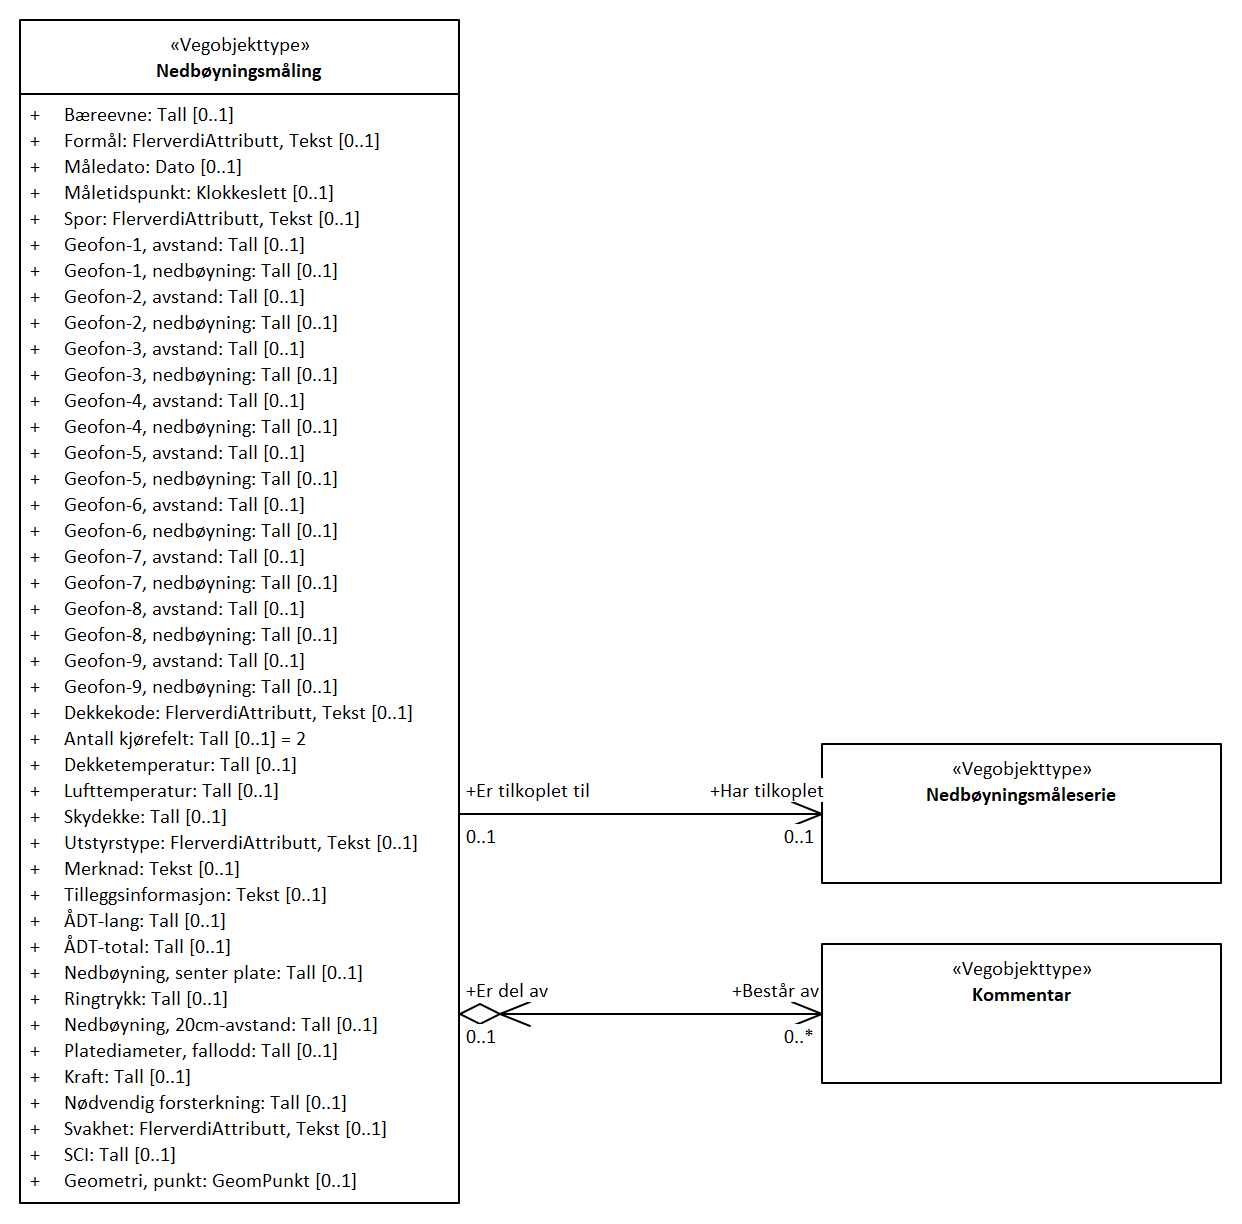 «Vegobjekttype»
Nedbøyningsmåling
+ Bæreevne: Tall [0..1]
+ Formål: FlerverdiAttributt, Tekst [0..1]
+ Måledato: Dato [0..1]
+ Måletidspunkt: Klokkeslett [0..1]
+ Spor: FlerverdiAttributt, Tekst [0..1]
+ Geofon-1, avstand: Tall [0..1]
+ Geofon-1, nedbøyning: Tall [0..1]
+ Geofon-2, avstand: Tall [0..1]
+ Geofon-2, nedbøyning: Tall [0..1]
+ Geofon-3, avstand: Tall [0..1]
+ Geofon-3, nedbøyning: Tall [0..1]
+ Geofon-4, avstand: Tall [0..1]
+ Geofon-4, nedbøyning: Tall [0..1]
+ Geofon-5, avstand: Tall [0..1]
+ Geofon-5, nedbøyning: Tall [0..1]
+ Geofon-6, avstand: Tall [0..1]
+ Geofon-6, nedbøyning: Tall [0..1]
+ Geofon-7, avstand: Tall [0..1]
+ Geofon-7, nedbøyning: Tall [0..1]
+ Geofon-8, avstand: Tall [0..1]
+ Geofon-8, nedbøyning: Tall [0..1]
+ Geofon-9, avstand: Tall [0..1]
+ Geofon-9, nedbøyning: Tall [0..1]
+ Dekkekode: FlerverdiAttributt, Tekst [0..1]
+ Antall kjørefelt: Tall [0..1] = 2
+ Dekketemperatur: Tall [0..1]
+ Lufttemperatur: Tall [0..1]
+ Skydekke: Tall [0..1]
+ Utstyrstype: FlerverdiAttributt, Tekst [0..1]
+ Merknad: Tekst [0..1]
+ Tilleggsinformasjon: Tekst [0..1]
+ ÅDT-lang: Tall [0..1]
+ ÅDT-total: Tall [0..1]
+ Nedbøyning, senter plate: Tall [0..1]
+ Ringtrykk: Tall [0..1]
+ Nedbøyning, 20cm-avstand: Tall [0..1]
+ Platediameter, fallodd: Tall [0..1]
+ Kraft: Tall [0..1]
+ Nødvendig forsterkning: Tall [0..1]
+ Svakhet: FlerverdiAttributt, Tekst [0..1]
+ SCI: Tall [0..1]
+ Geometri, punkt: GeomPunkt [0..1]
+Er tilkoplet til +Har tilkoplet
0..1 0..1
«Vegobjekttype»
Nedbøyningsmåleserie
+Er del av +Består av
0..1 0..*
«Vegobjekttype»
Kommentar